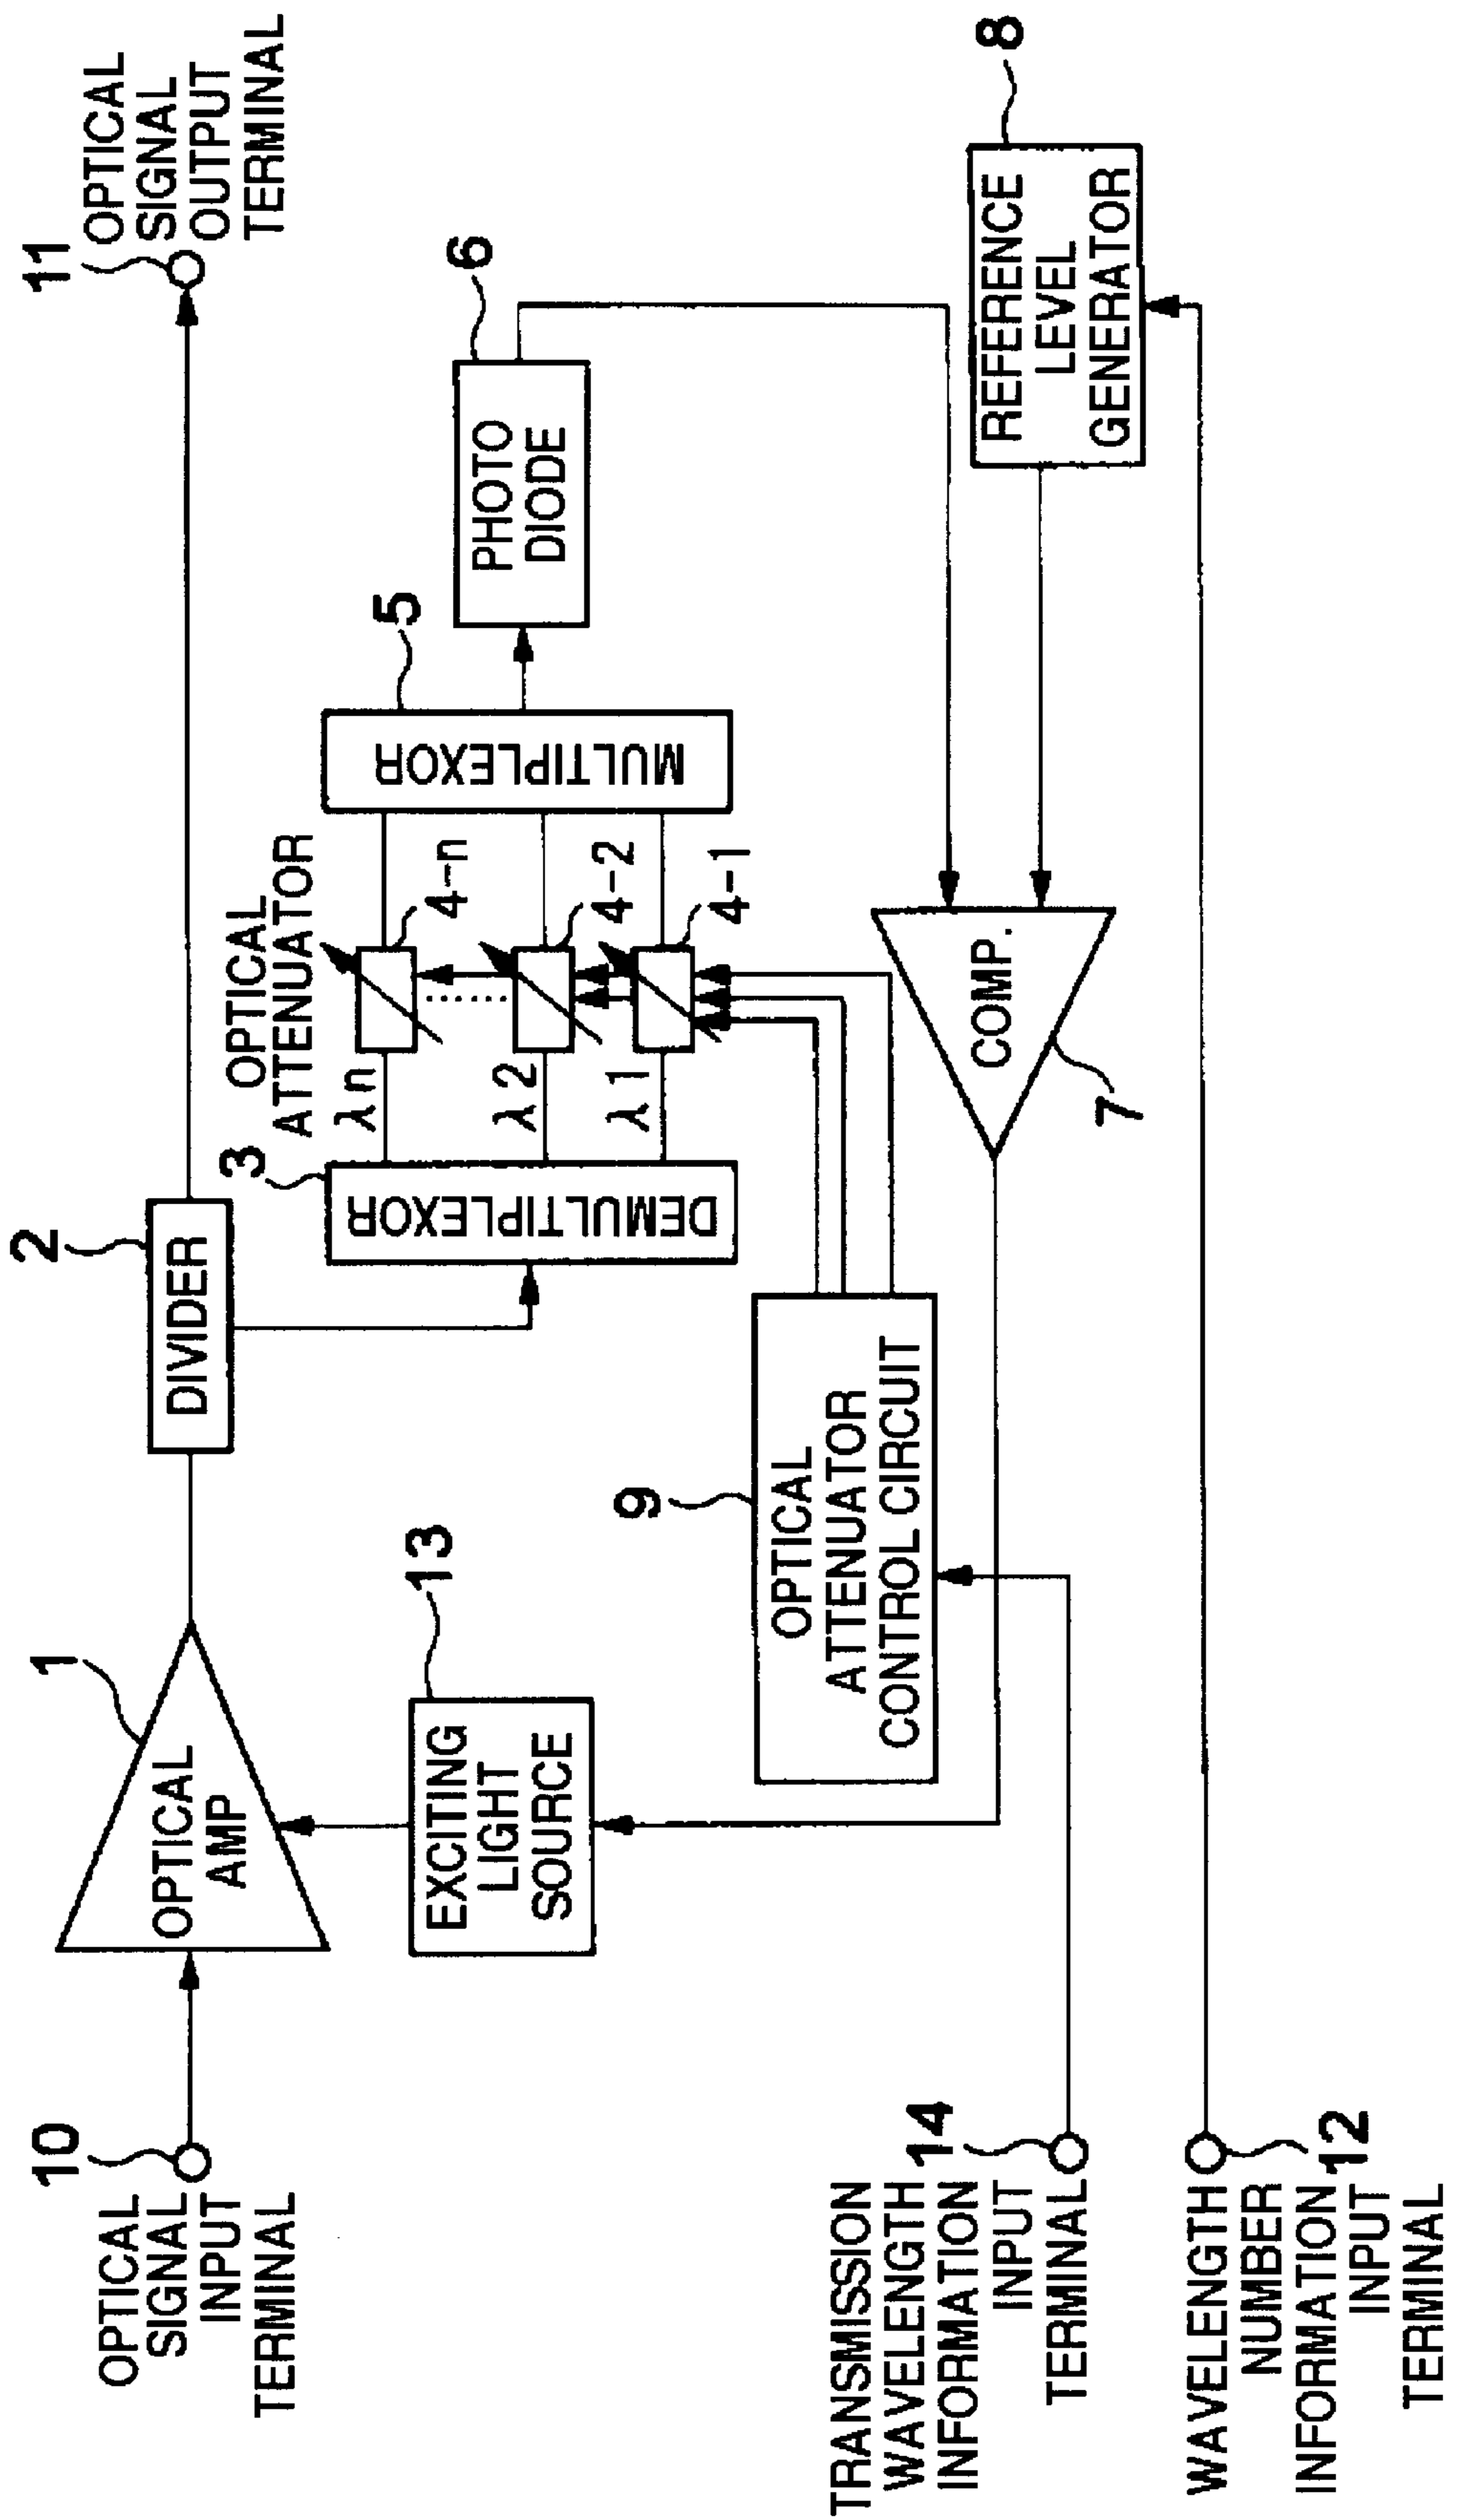 10
OPTICAL
SIGNAL
INPUT
TERMINAL
1
OPTICAL
AMP
2
DIVIDER
11
OPTICAL
SIGNAL
OUTPUT
TERMINAL
13
EXCITING
LIGHT
SOURCE
3
DEMULTIPLEXOR
OPTICAL
ATTENUATOR
λn
λ2
λ1
4-n
4-2
4-1
5
MULTIPLEXOR
6
PHOTO
DIODE
9
OPTICAL
ATTENUATOR
CONTROL CIRCUIT
COMP.
7
8
REFERENCE
LEVEL
GENERATOR
14
TRANSMISSION
WAVELENGTH
INFORMATION
INPUT
TERMINAL
WAVELENGTH
NUMBER
INFORMATION
INPUT
TERMINAL
12